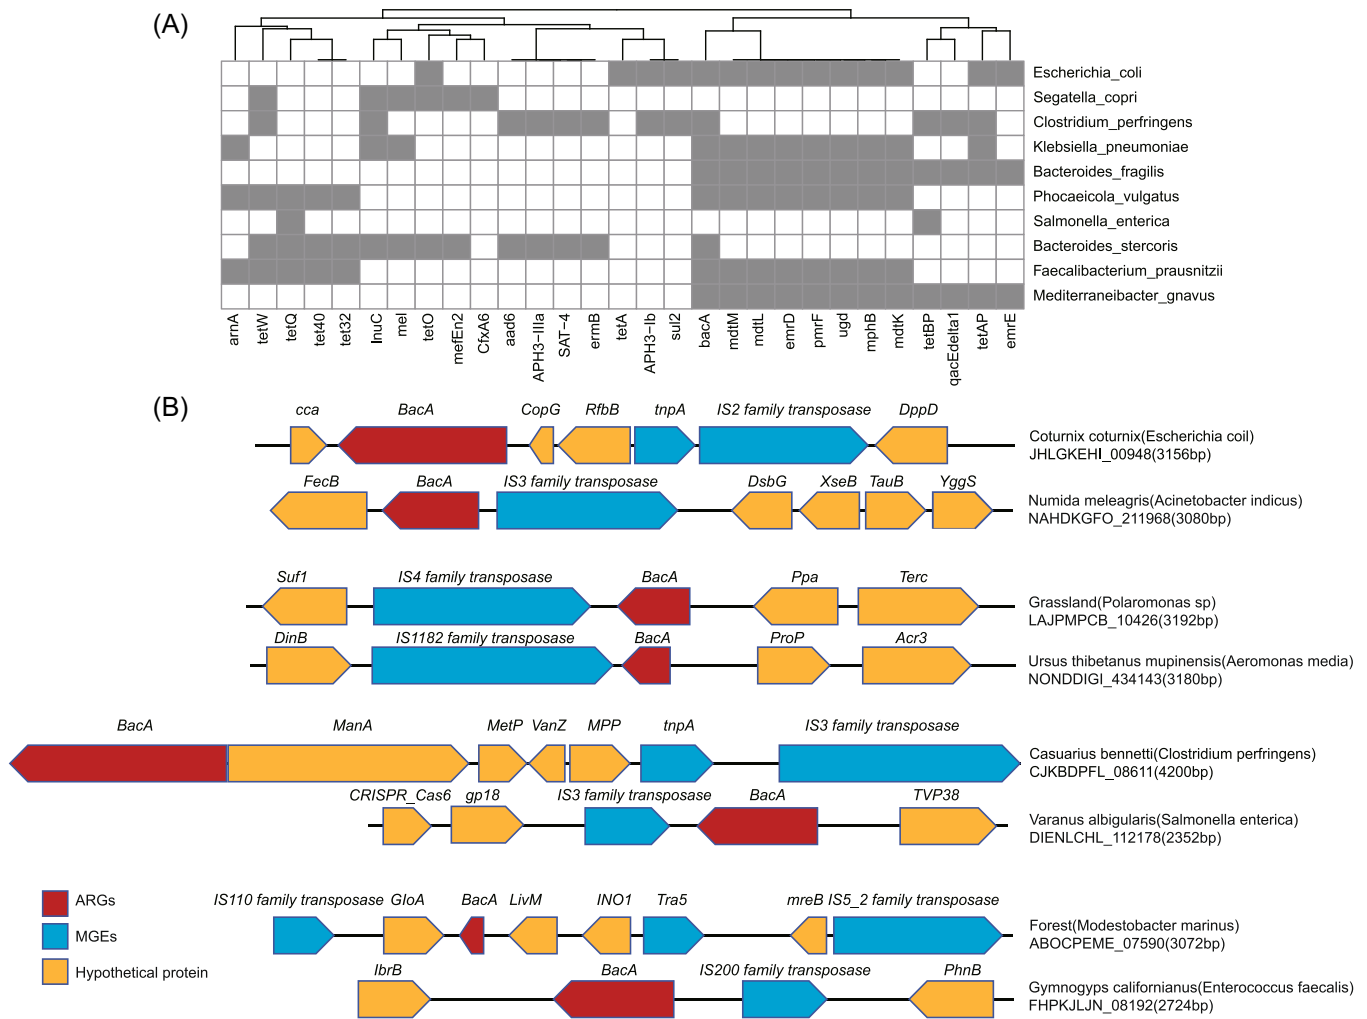 (A)
Escherichia_coli
Segatella_copri
Clostridium_perfringens
Klebsiella_pneumoniae
Bacteroides_fragilis
Phocaeicola_vulgatus
Salmonella_enterica
Bacteroides_stercoris
Faecalibacterium_prausnitzii
Mediterraneibacter_gnavus
arnA tetW tetQ tet40 tet32 lnuC mel tetO mefEn2 CfxA6 aad6 APH3-IIIa SAT-4 ermB tetA APH3-Ib sul2 bacA mdtM mdtL emrD pmrF ugd mphB mdtK tetBP qacEdelta1 tetAP emrE
(B)
cca BacA CopG RfbB tnpA IS2 family transposase DppD
Coturnix coturnix(Escherichia coil)
JHLGKEHI_00948(3156bp)
FecB BacA IS3 family transposase DsbG XseB TauB YggS
Numida meleagris(Acinetobacter indicus)
NAHDKGFO_211968(3080bp)
Suf1 IS4 family transposase BacA Ppa Terc
Grassland(Polaromonas sp)
LAJPMPCB_10426(3192bp)
DinB IS1182 family transposase BacA ProP Acr3
Ursus thibetanus mupinensis(Aeromonas media)
NONDDIGI_434143(3180bp)
BacA ManA MetP VanZ MPP tnpA IS3 family transposase
Casuarius bennetti(Clostridium perfringens)
CJKBDPFL_08611(4200bp)
CRISPR_Cas6 gp18 IS3 family transposase BacA TVP38
Varanus albigularis(Salmonella enterica)
DIENLCHL_112178(2352bp)
ARGs
MGEs
Hypothetical protein
IS110 family transposase GloA BacA LivM INO1 Tra5 mreB IS5_2 family transposase
Forest(Modestobacter marinus)
ABOCPEME_07590(3072bp)
IbrB BacA IS200 family transposase PhnB
Gymnogyps californianus(Enterococcus faecalis)
FHPKJLJN_08192(2724bp)